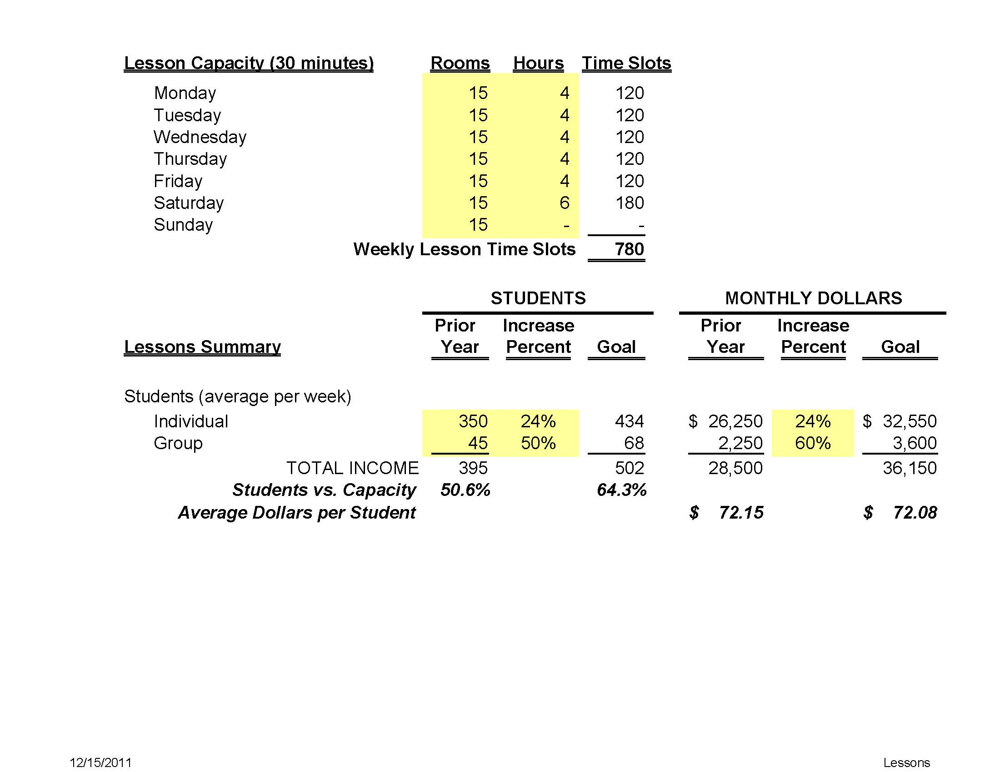 Lesson Capacity (30 minutes) Rooms Hours Time Slots
Monday 15 4 120
Tuesday 15 4 120
Wednesday 15 4 120
Thursday 15 4 120
Friday 15 4 120
Saturday 15 6 180
Sunday 15 - -
Weekly Lesson Time Slots 780
STUDENTS MONTHLY DOLLARS
Prior Increase Prior Increase
Lessons Summary Year Percent Goal Year Percent Goal
Students (average per week)
Individual 350 24% 434 $ 26,250 24% $ 32,550
Group 45 50% 68 2,250 60% 3,600
TOTAL INCOME 395 502 28,500 36,150
Students vs. Capacity 50.6% 64.3%
Average Dollars per Student $ 72.15 $ 72.08
12/15/2011 Lessons